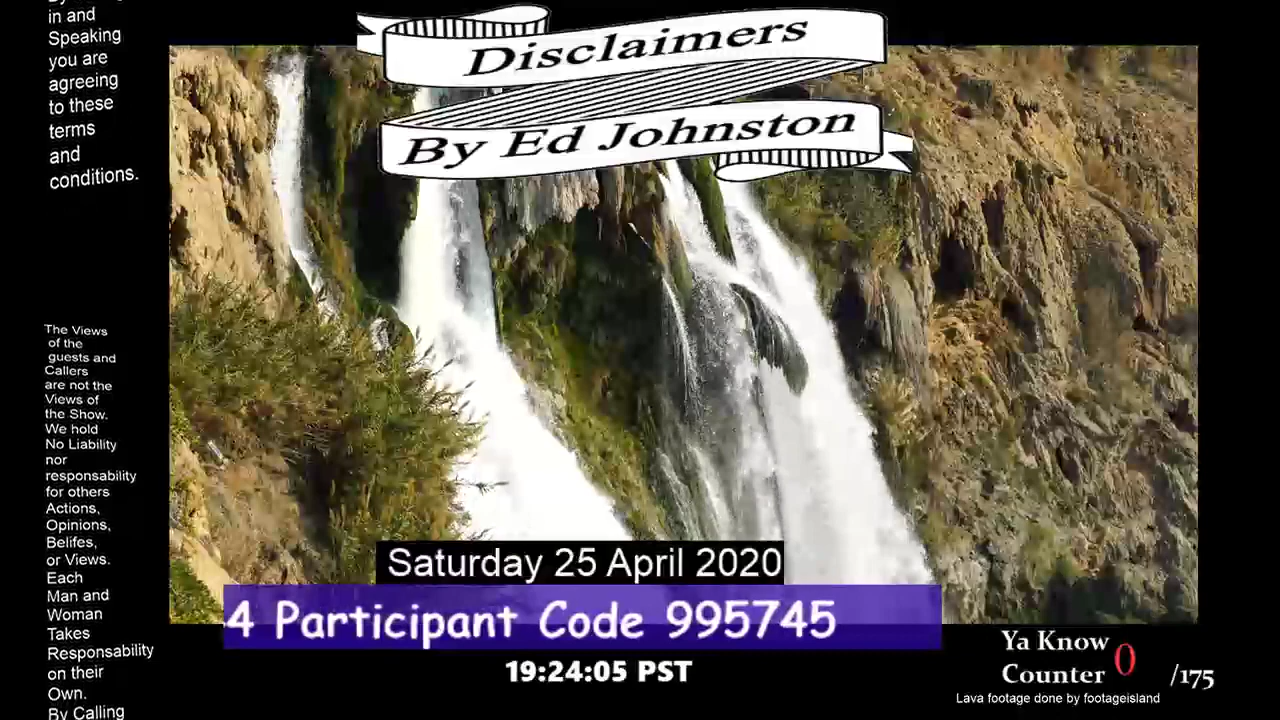 in and
Speaking
you are
agreeing
to these
terms
and
conditions.
The Views
of the
guests and
Callers
are not the
Views of
the Show.
We hold
No Liability
nor
responsability
for others
Actions,
Opinions,
Belifes,
or Views.
Each
Man and
Woman
Takes
Responsability
on their
Own.
By Calling
Disclaimers
By Ed Johnston
Saturday 25 April 2020
4 Participant Code 995745
19:24:05 PST
Ya Know
Counter 0 /175
Lava footage done by footageisland